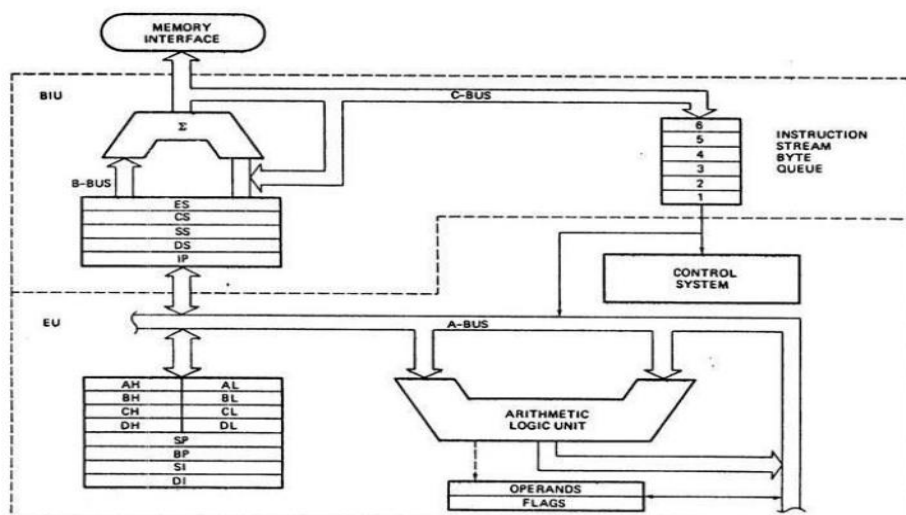 MEMORY
INTERFACE
BIU
C-BUS
Σ
B-BUS
6
5
4
3
2
1
INSTRUCTION
STREAM
BYTE
QUEUE
ES
CS
SS
DS
IP
CONTROL
SYSTEM
EU
A-BUS
AH AL
BH BL
CH CL
DH DL
SP
BP
SI
DI
ARITHMETIC
LOGIC UNIT
OPERANDS
FLAGS